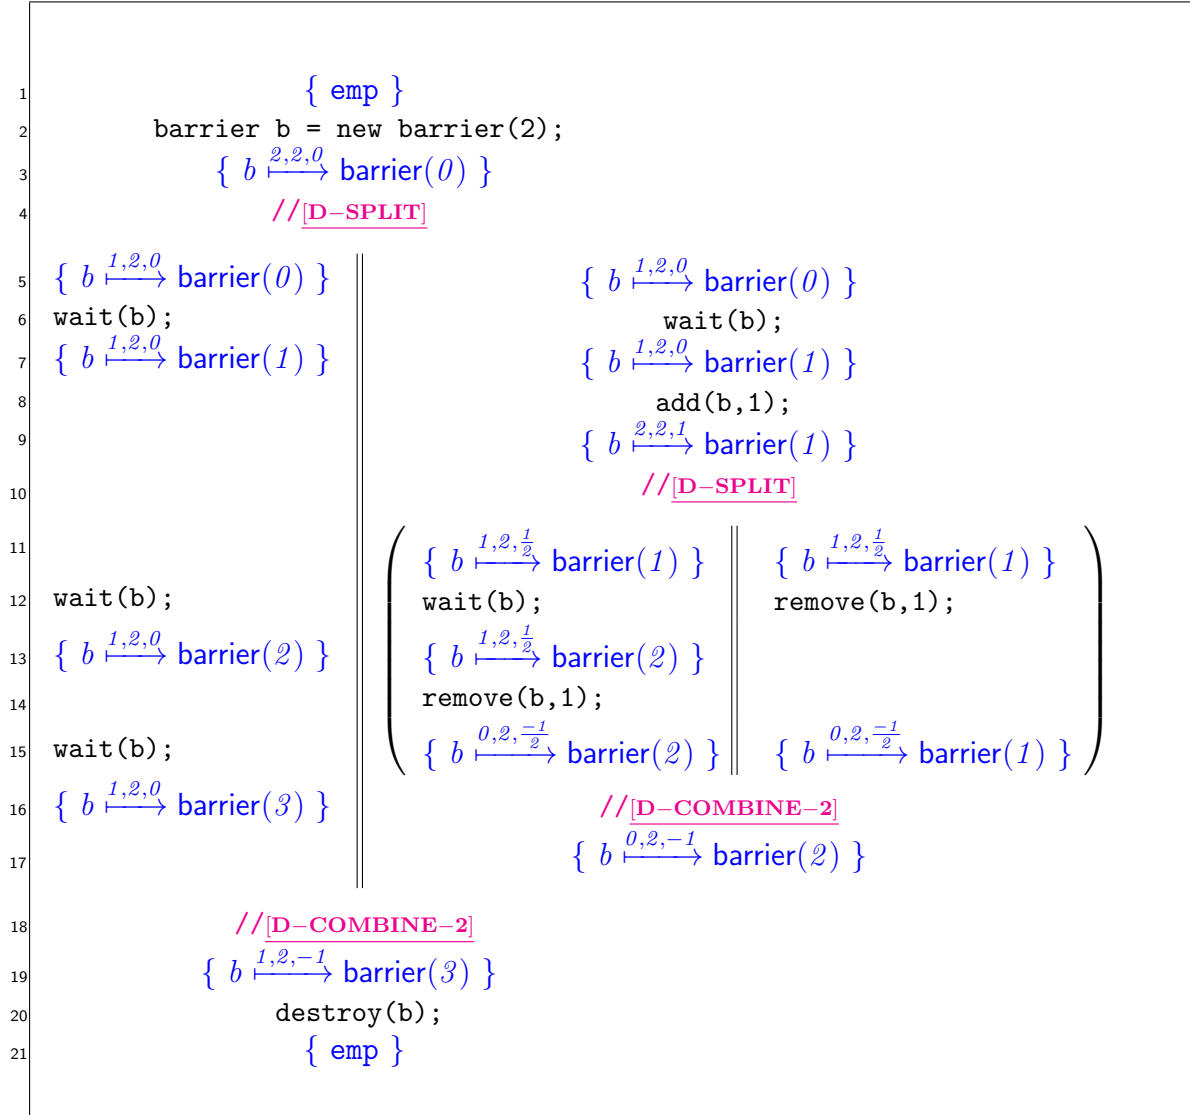 1 { emp }
2 barrier b = new barrier(2);
3 { b ⟼^{2,2,0} barrier(0) }
4 //[D−SPLIT]
5 { b ⟼^{1,2,0} barrier(0) } { b ⟼^{1,2,0} barrier(0) }
6 wait(b); wait(b);
7 { b ⟼^{1,2,0} barrier(1) } { b ⟼^{1,2,0} barrier(1) }
8 add(b,1);
9 { b ⟼^{2,2,1} barrier(1) }
10 //[D−SPLIT]
11 { b ⟼^{1,2,1/2} barrier(1) } { b ⟼^{1,2,1/2} barrier(1) }
12 wait(b); wait(b); remove(b,1);
13 { b ⟼^{1,2,0} barrier(2) } { b ⟼^{1,2,1/2} barrier(2) }
14 remove(b,1);
15 wait(b); { b ⟼^{0,2,-1/2} barrier(2) } { b ⟼^{0,2,-1/2} barrier(1) }
16 { b ⟼^{1,2,0} barrier(3) } //[D−COMBINE−2]
17 { b ⟼^{0,2,−1} barrier(2) }
18 //[D−COMBINE−2]
19 { b ⟼^{1,2,−1} barrier(3) }
20 destroy(b);
21 { emp }